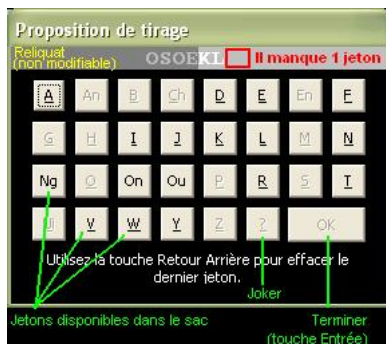 Proposition de tirage
Reliquat
(non modifiable) OSOEKL Il manque 1 jeton
A An B Ch D E En F
G H I J K L M N
Ng O On Ou P R S T
U V W Y Z ? OK
Utilisez la touche Retour Arrière pour effacer le
dernier jeton.
Joker
Jetons disponibles dans le sac Terminer
(touche Entrée)